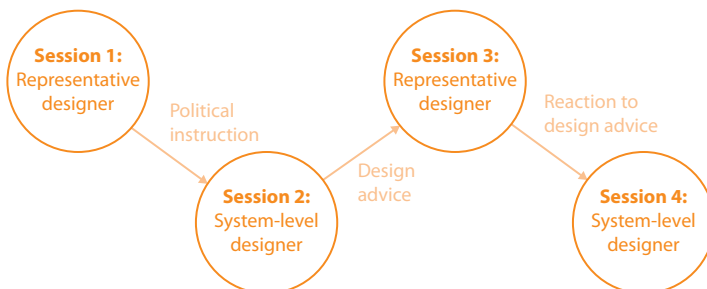 Session 1:
Representative
designer
Political
instruction
Session 2:
System-level
designer
Design
advice
Session 3:
Representative
designer
Reaction to
design advice
Session 4:
System-level
designer